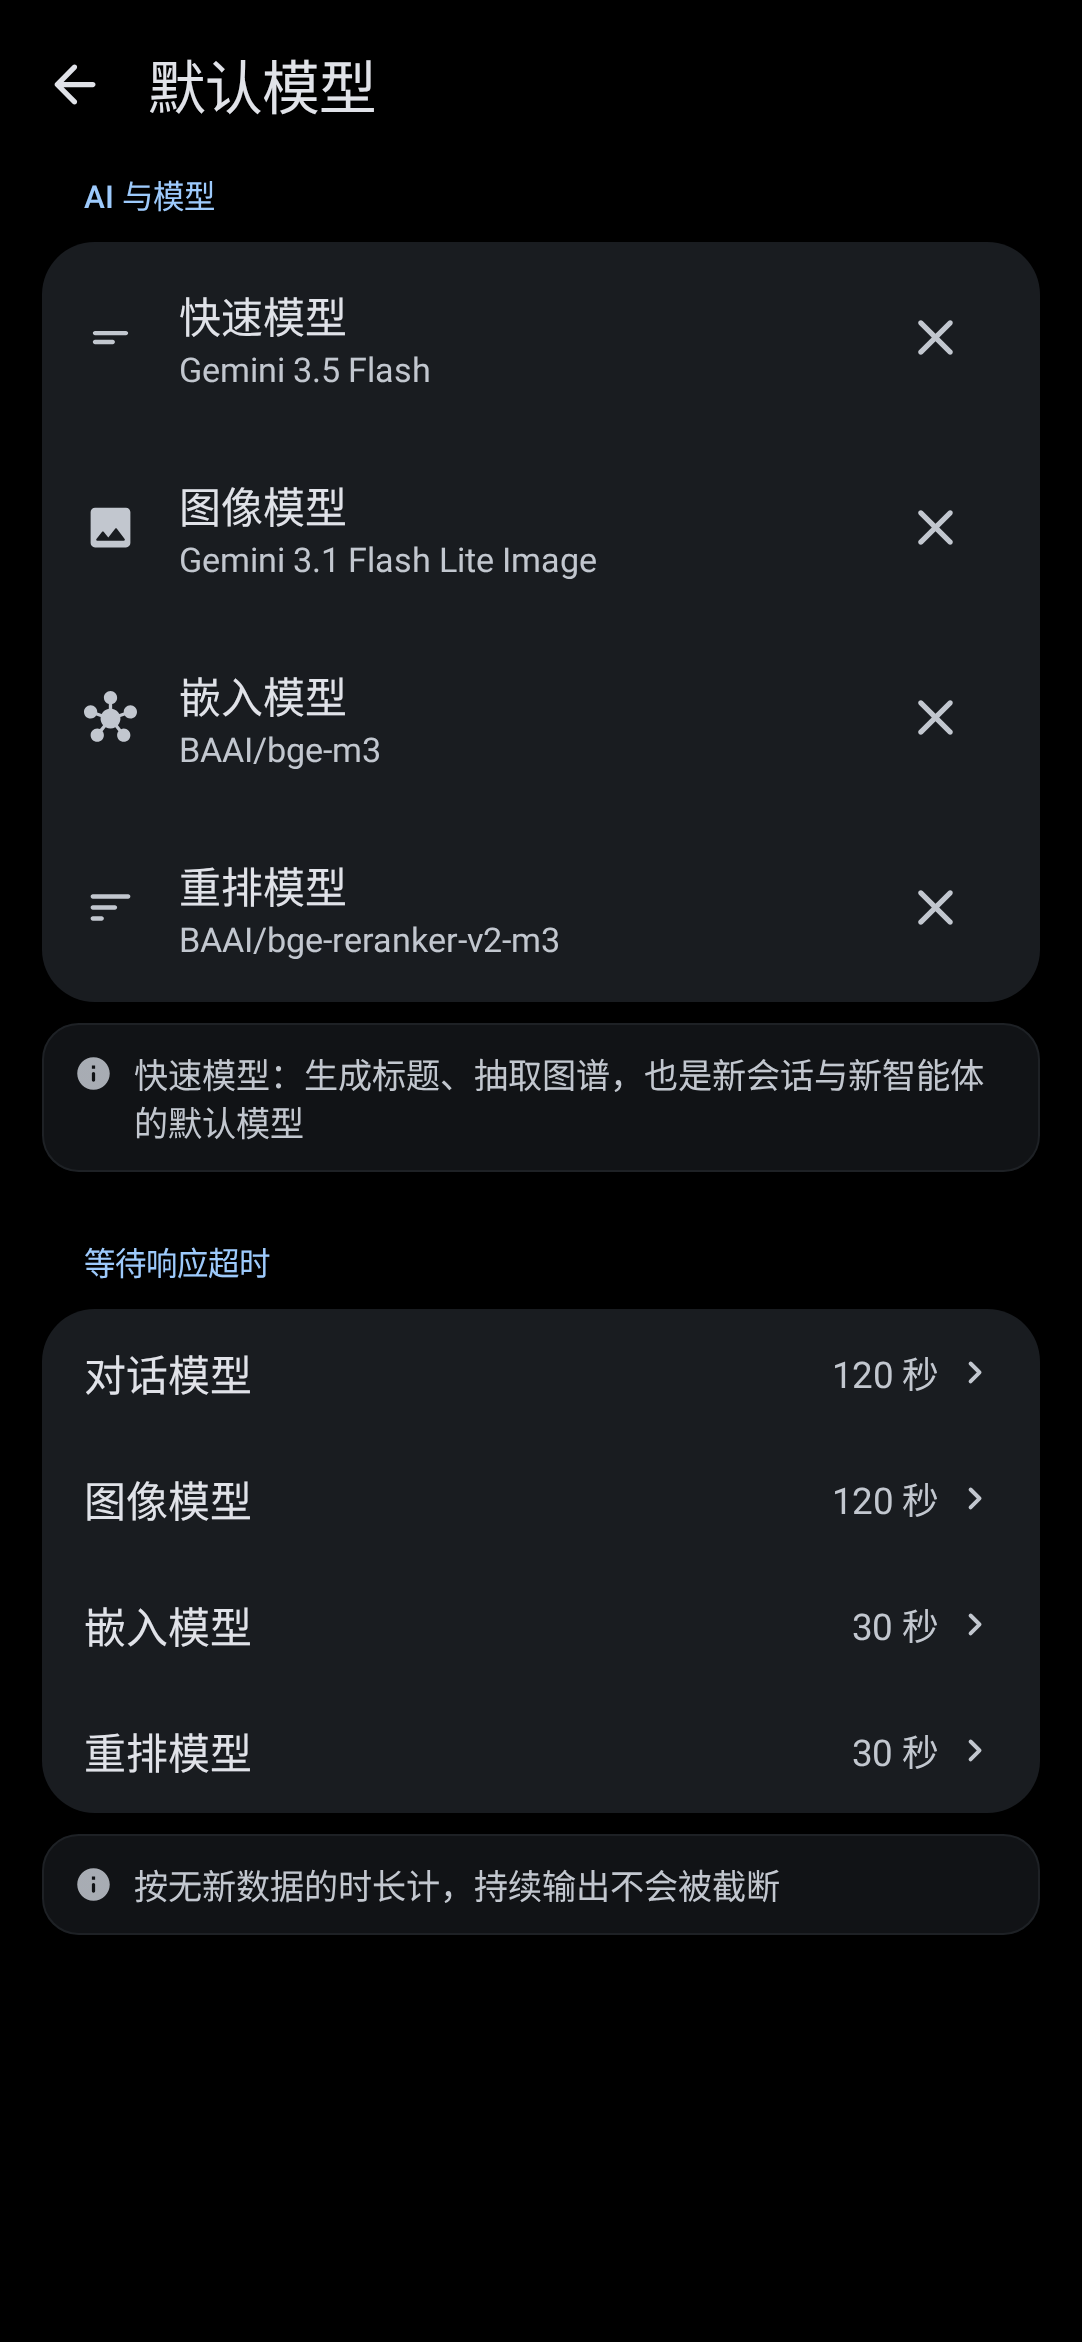 默认模型
AI 与模型
快速模型
Gemini 3.5 Flash
图像模型
Gemini 3.1 Flash Lite Image
嵌入模型
BAAI/bge-m3
重排模型
BAAI/bge-reranker-v2-m3
快速模型：生成标题、抽取图谱，也是新会话与新智能体
的默认模型
等待响应超时
对话模型 120 秒
图像模型 120 秒
嵌入模型 30 秒
重排模型 30 秒
按无新数据的时长计，持续输出不会被截断